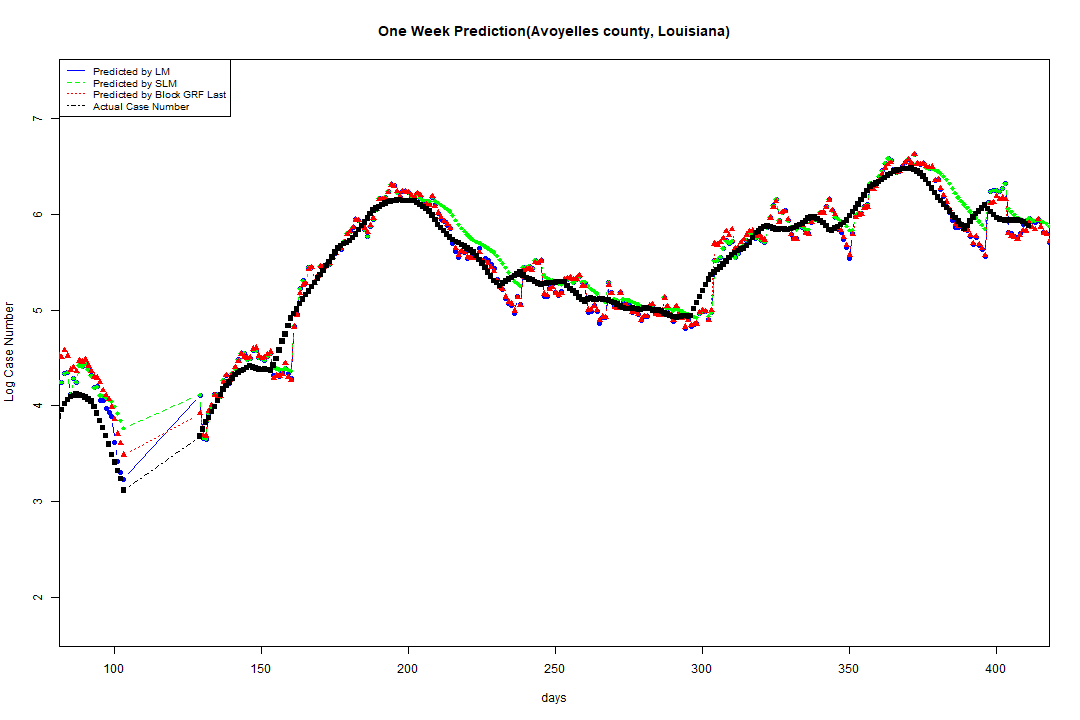 One Week Prediction(Avoyelles county, Louisiana)
Predicted by LM
Predicted by SLM
Predicted by Block GRF Last
Actual Case Number
Log Case Number
7
6
5
4
3
2
100 150 200 250 300 350 400
days